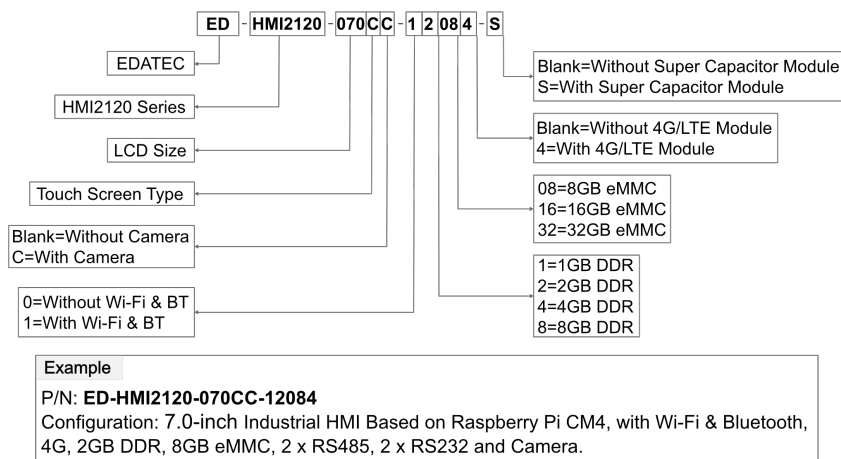 ED - HMI2120 - 070 C C - 1 2 08 4 - S
EDATEC
HMI2120 Series
LCD Size
Touch Screen Type
Blank=Without Camera
C=With Camera
0=Without Wi-Fi & BT
1=With Wi-Fi & BT
Blank=Without Super Capacitor Module
S=With Super Capacitor Module
Blank=Without 4G/LTE Module
4=With 4G/LTE Module
08=8GB eMMC
16=16GB eMMC
32=32GB eMMC
1=1GB DDR
2=2GB DDR
4=4GB DDR
8=8GB DDR
Example
P/N: ED-HMI2120-070CC-12084
Configuration: 7.0-inch Industrial HMI Based on Raspberry Pi CM4, with Wi-Fi & Bluetooth,
4G, 2GB DDR, 8GB eMMC, 2 x RS485, 2 x RS232 and Camera.